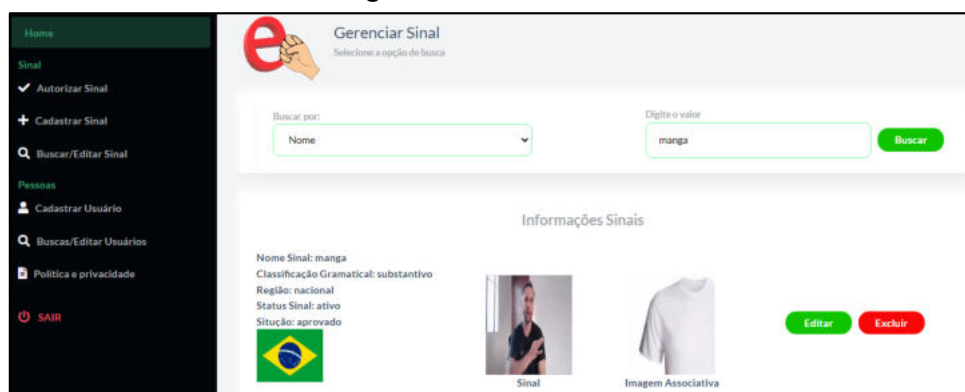 Home
Sinal
Autorizar Sinal
Cadastrar Sinal
Buscar/Editar Sinal
Pessoas
Cadastrar Usuário
Buscas/Editar Usuários
Política e privacidade
SAIR
e
Gerenciar Sinal
Selecione a opção de busca
Buscar por:
Nome
Digite o valor
manga
Buscar
Informações Sinais
Nome Sinal: manga
Classificação Gramatical: substantivo
Região: nacional
Status Sinal: ativo
Situção: aprovado
Sinal
Imagem Associativa
Editar
Excluir